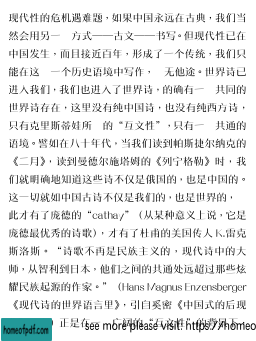 现代性的危机遇难题，如果中国永远在古典，我们当
然会用另一 方式——古文——书写。但现代性已在
中国发生，而且接近百年，形成了一个传统，我们只
能在这 一个历史语境中写作， 无他途。世界诗已
进入我们，我们也进入了世界诗，的确有一 共同的
世界诗存在，这里没有纯中国诗，也没有纯西方诗，
只有克里斯蒂娃所 的“互文性”，只有一 共通的
语境。譬如在八十年代，当我们读到帕斯捷尔纳克的
《二月》，读到曼德尔施塔姆的《列宁格勒》时，我
们就明确地知道这些诗不仅是俄国的，也是中国的。
这一切就如中国古诗不仅是我们的，也是世界的，
此才有了庞德的“cathay”（从某种意义上说，它是
庞德最优秀的诗歌），才有了杜甫的美国传人K.雷克
斯洛斯。“诗歌不再是民族主义的，现代诗中的大
师，从智利到日本，他们之间的共通处远超过那些炫
耀民族起源的作家。”（Hans Magnus Enzensberger
《现代诗的世界语言里》，引自奚密《中国式的后现
正是在
homeofpdf.com
see more please visit: https://homeo